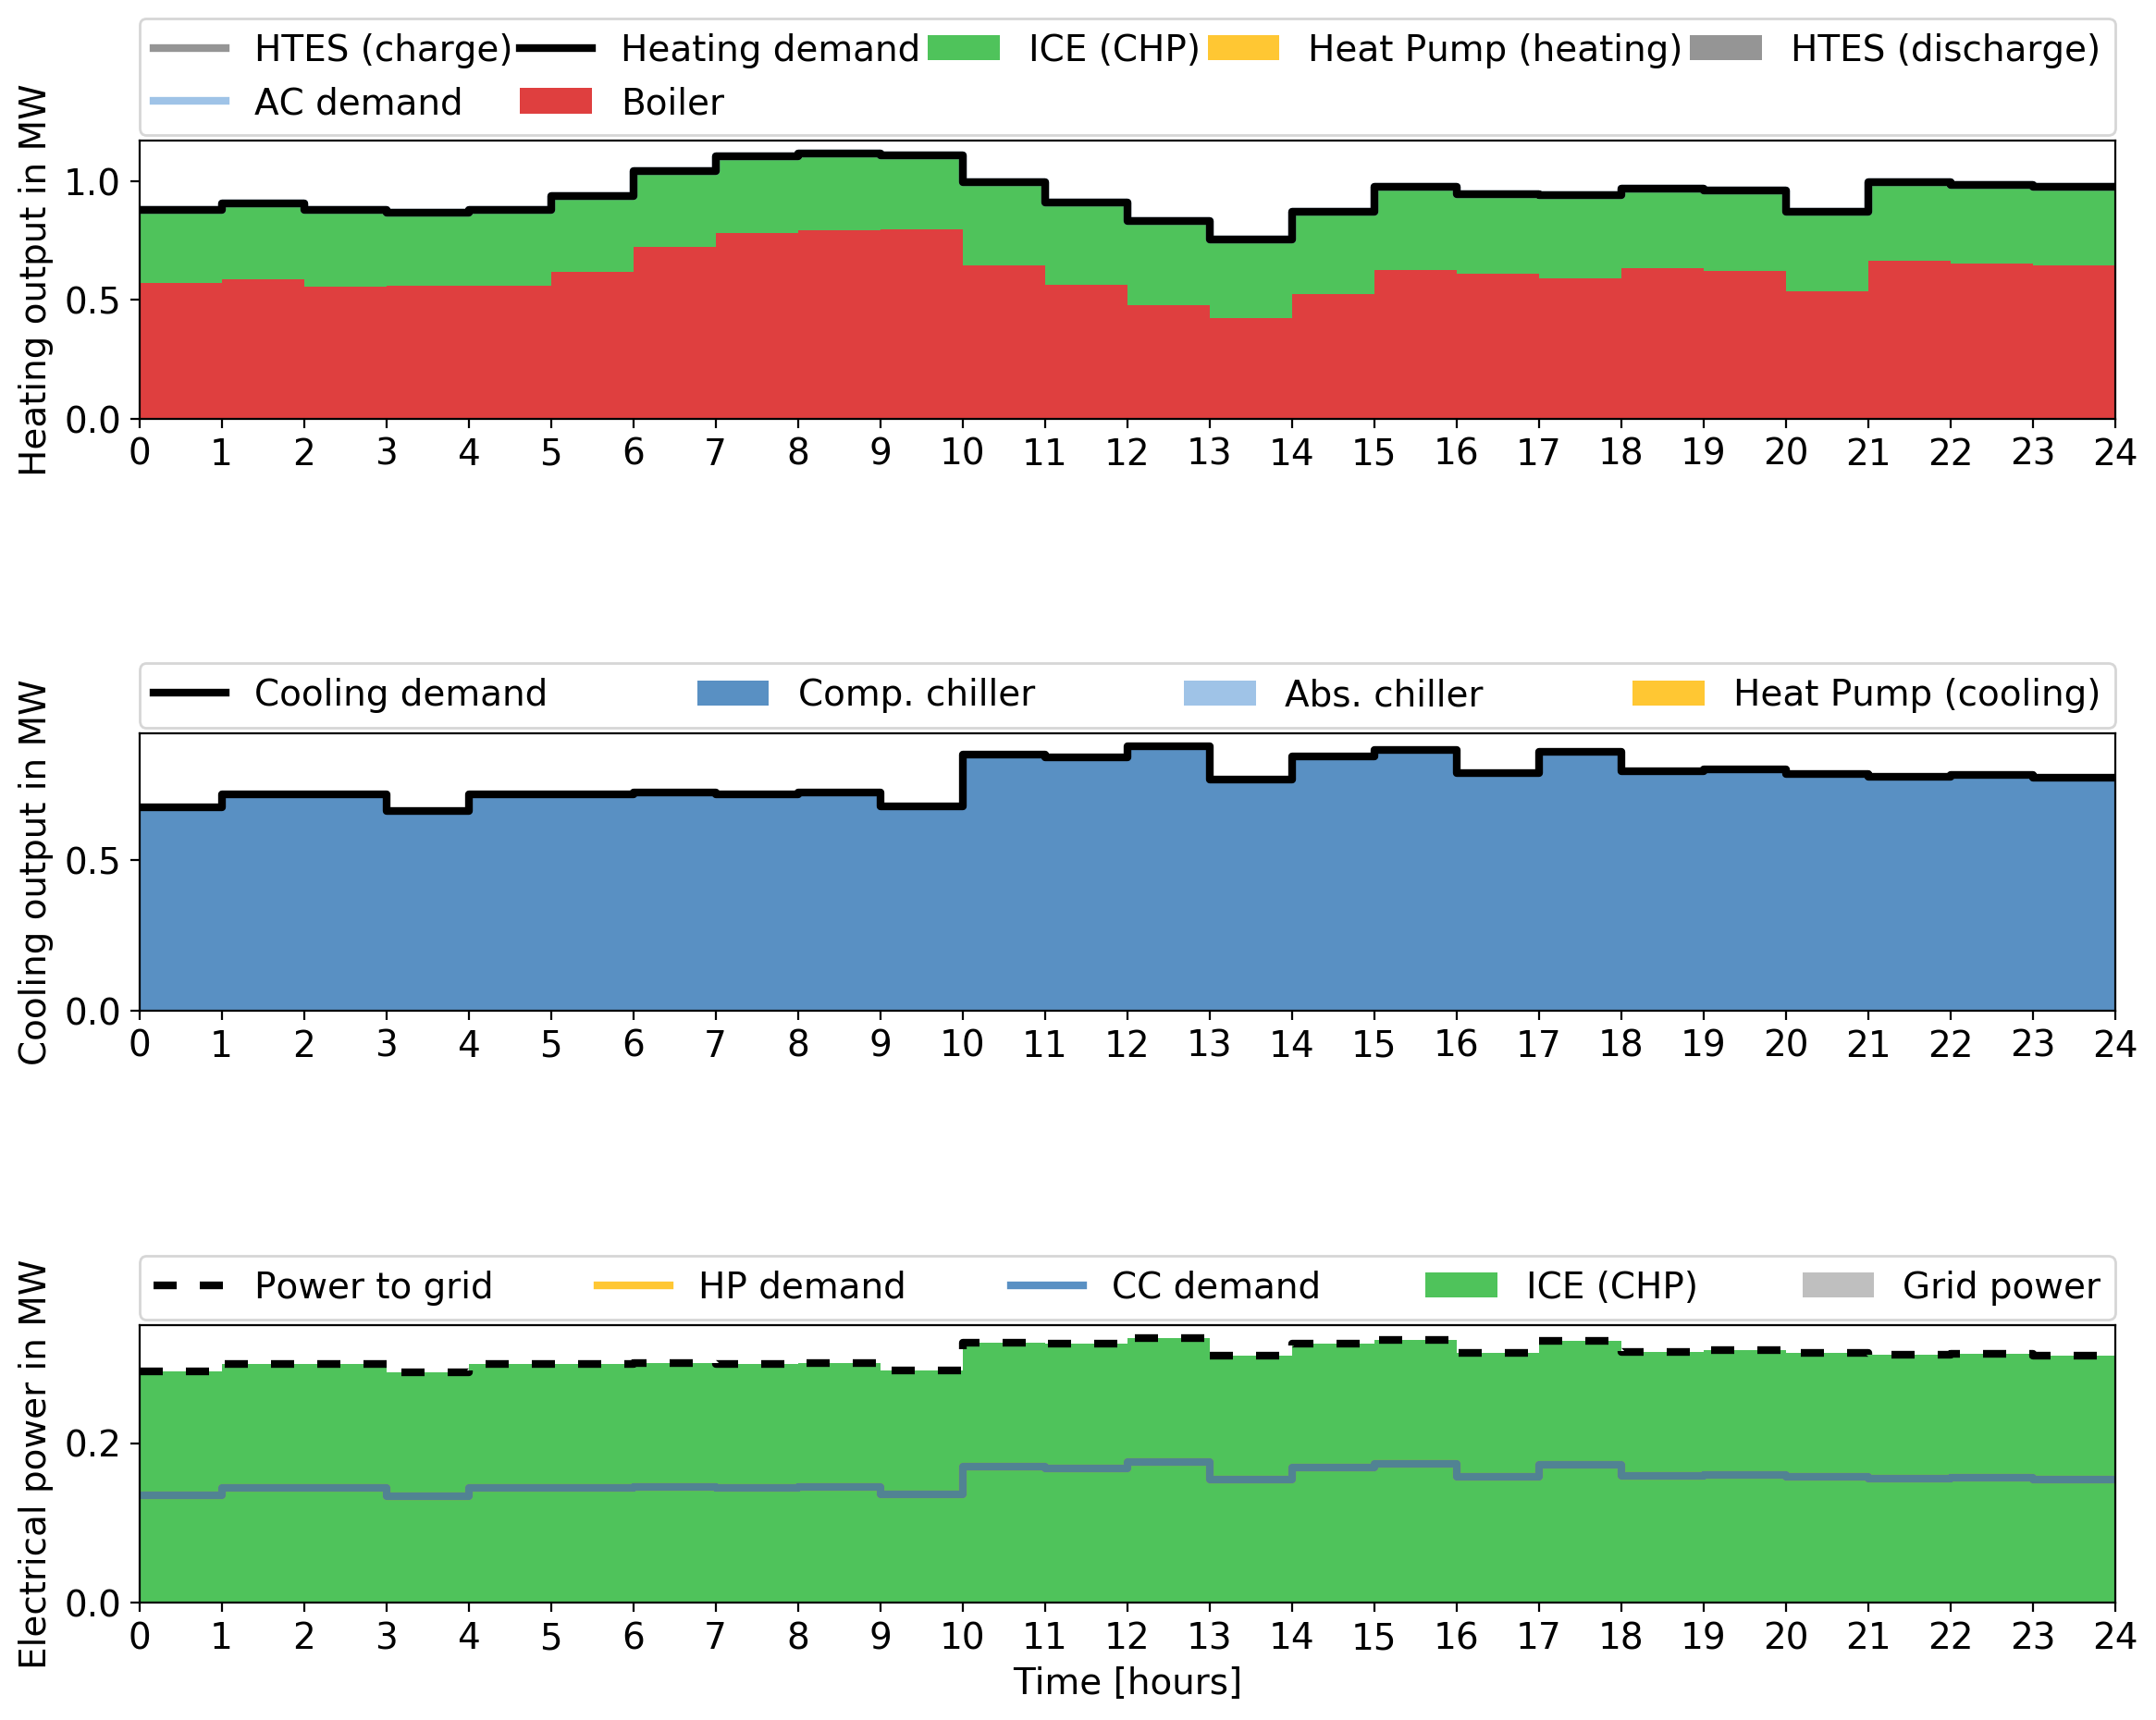 HTES (charge) Heating demand ICE (CHP) Heat Pump (heating) HTES (discharge)
AC demand Boiler
Heating output in MW
1.0
0.5
0.0
0 1 2 3 4 5 6 7 8 9 10 11 12 13 14 15 16 17 18 19 20 21 22 23 24
Cooling demand Comp. chiller Abs. chiller Heat Pump (cooling)
Cooling output in MW
0.5
0.0
0 1 2 3 4 5 6 7 8 9 10 11 12 13 14 15 16 17 18 19 20 21 22 23 24
Power to grid HP demand CC demand ICE (CHP) Grid power
Electrical power in MW
0.2
0.0
0 1 2 3 4 5 6 7 8 9 10 11 12 13 14 15 16 17 18 19 20 21 22 23 24
Time [hours]